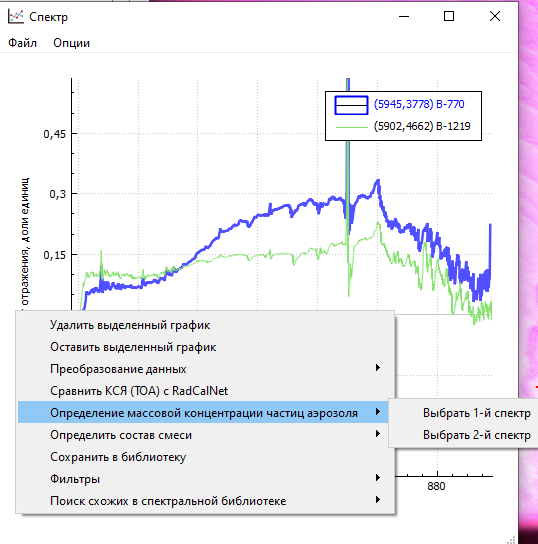 Спектр
Файл Опции
(5945,3778) B-770
(5902,4662) B-1219
0,45
0,3
0,15
отражения, доли единиц
Удалить выделенный график
Оставить выделенный график
Преобразование данных
Сравнить КСЯ (TOA) с RadCalNet
Определение массовой концентрации частиц аэрозоля
Выбрать 1-й спектр
Определить состав смеси
Выбрать 2-й спектр
Сохранить в библиотеку
Фильтры
Поиск схожих в спектральной библиотеке
880